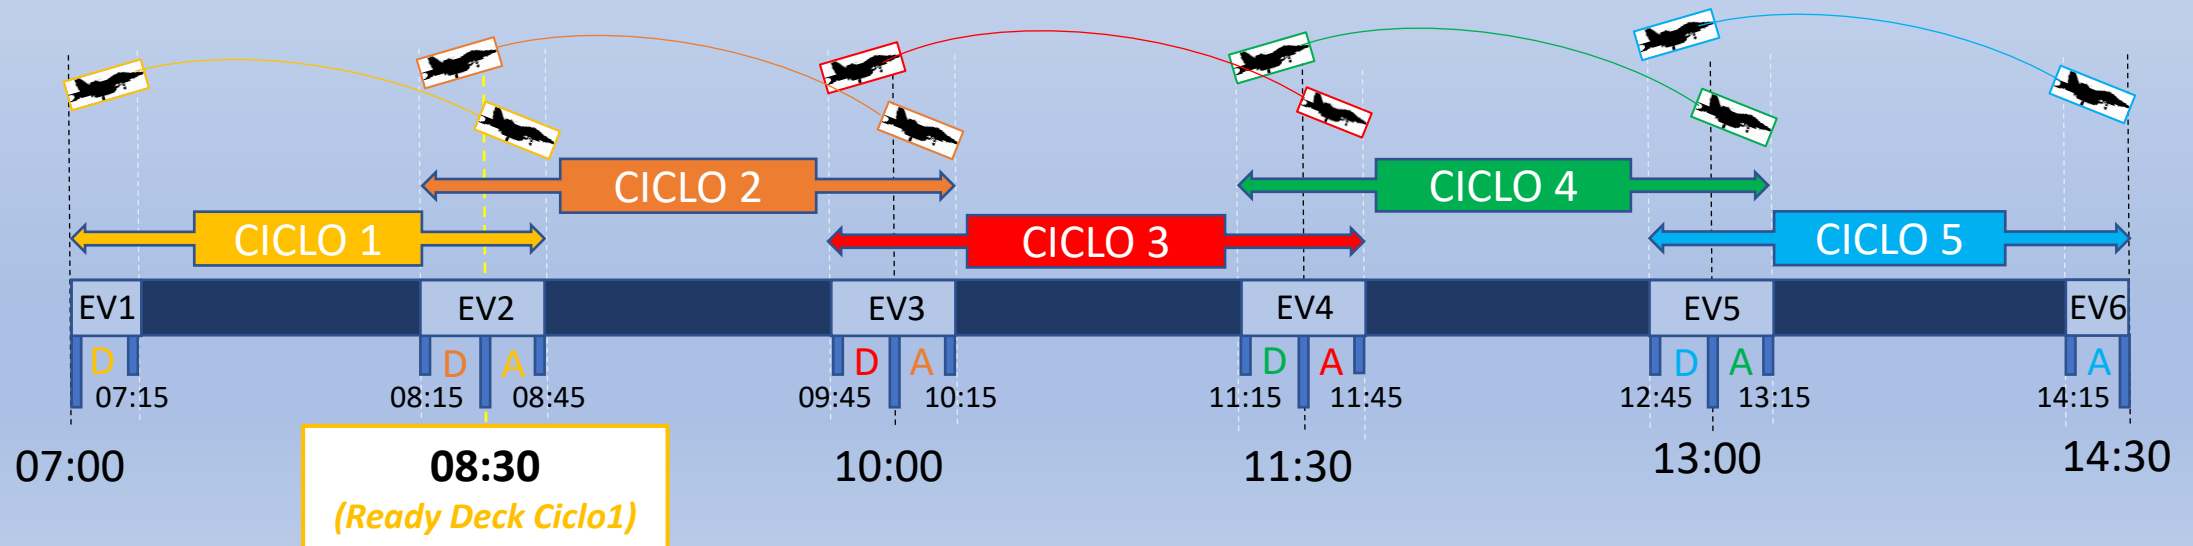 CICLO 2
CICLO 4
CICLO 1
CICLO 3
CICLO 5
EV1
EV2
EV3
EV4
EV5
EV6
D
D A
D A
D A
D A
A
07:15
08:15 08:45
09:45 10:15
11:15 11:45
12:45 13:15
14:15
07:00
08:30
(Ready Deck Ciclo1)
10:00
11:30
13:00
14:30